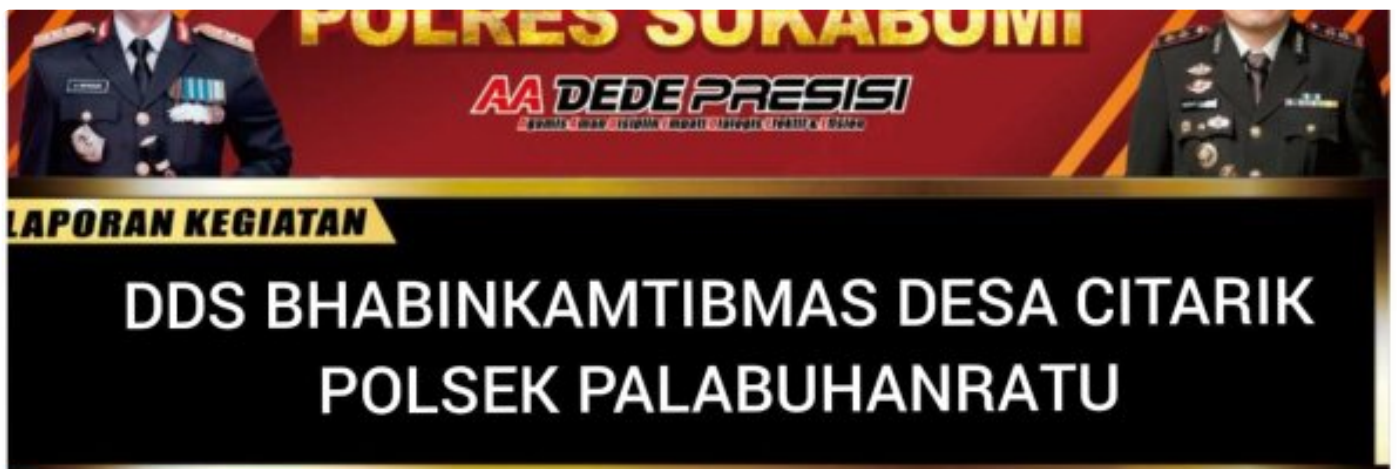 POLRES SUKABUMI
AA DEDE PRESISI
LAPORAN KEGIATAN
DDS BHABINKAMTIBMAS DESA CITARIK
POLSEK PALABUHANRATU